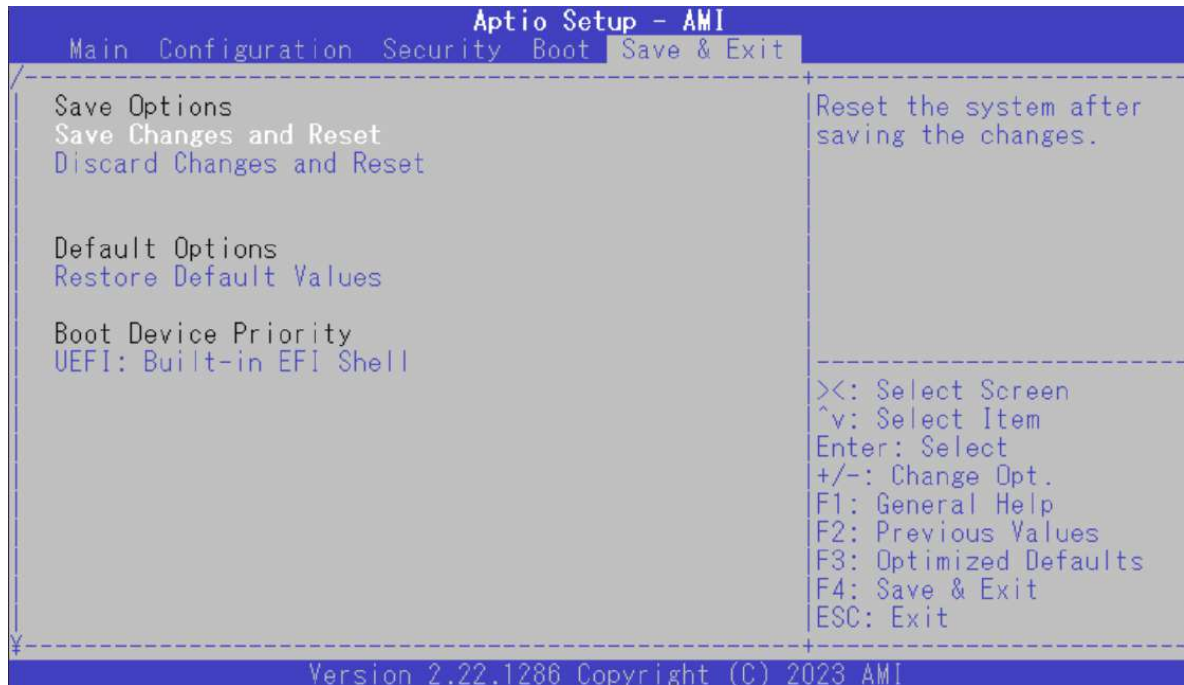 Aptio Setup - AMI
Main Configuration Security Boot Save & Exit
Save Options
Save Changes and Reset
Discard Changes and Reset
Default Options
Restore Default Values
Boot Device Priority
UEFI: Built-in EFI Shell
Reset the system after
saving the changes.
><: Select Screen
^v: Select Item
Enter: Select
+/-: Change Opt.
F1: General Help
F2: Previous Values
F3: Optimized Defaults
F4: Save & Exit
ESC: Exit
Version 2.22.1286 Copyright (C) 2023 AMI